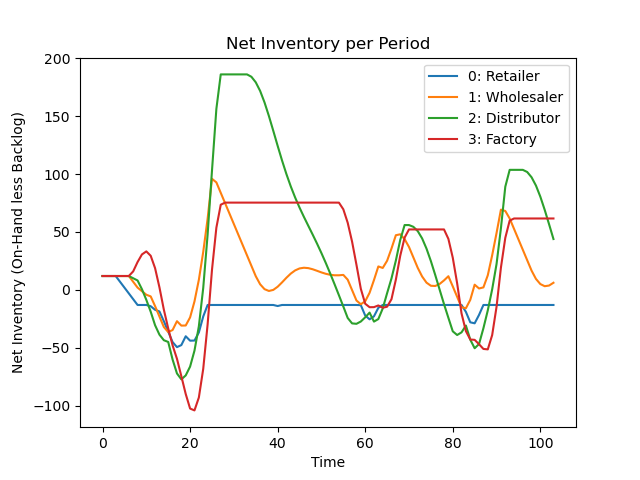 Net Inventory per Period
Net Inventory (On-Hand less Backlog)
200
150
100
50
0
−50
−100
0: Retailer
1: Wholesaler
2: Distributor
3: Factory
0 20 40 60 80 100
Time